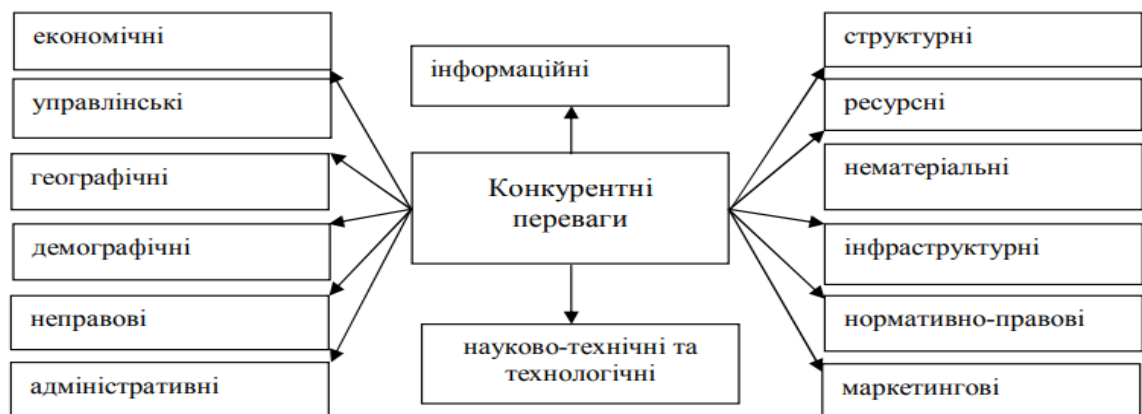 економічні
управлінські
географічні
демографічні
неправові
адміністративні
інформаційні
Конкурентні
переваги
науково-технічні та
технологічні
структурні
ресурсні
нематеріальні
інфраструктурні
нормативно-правові
маркетингові